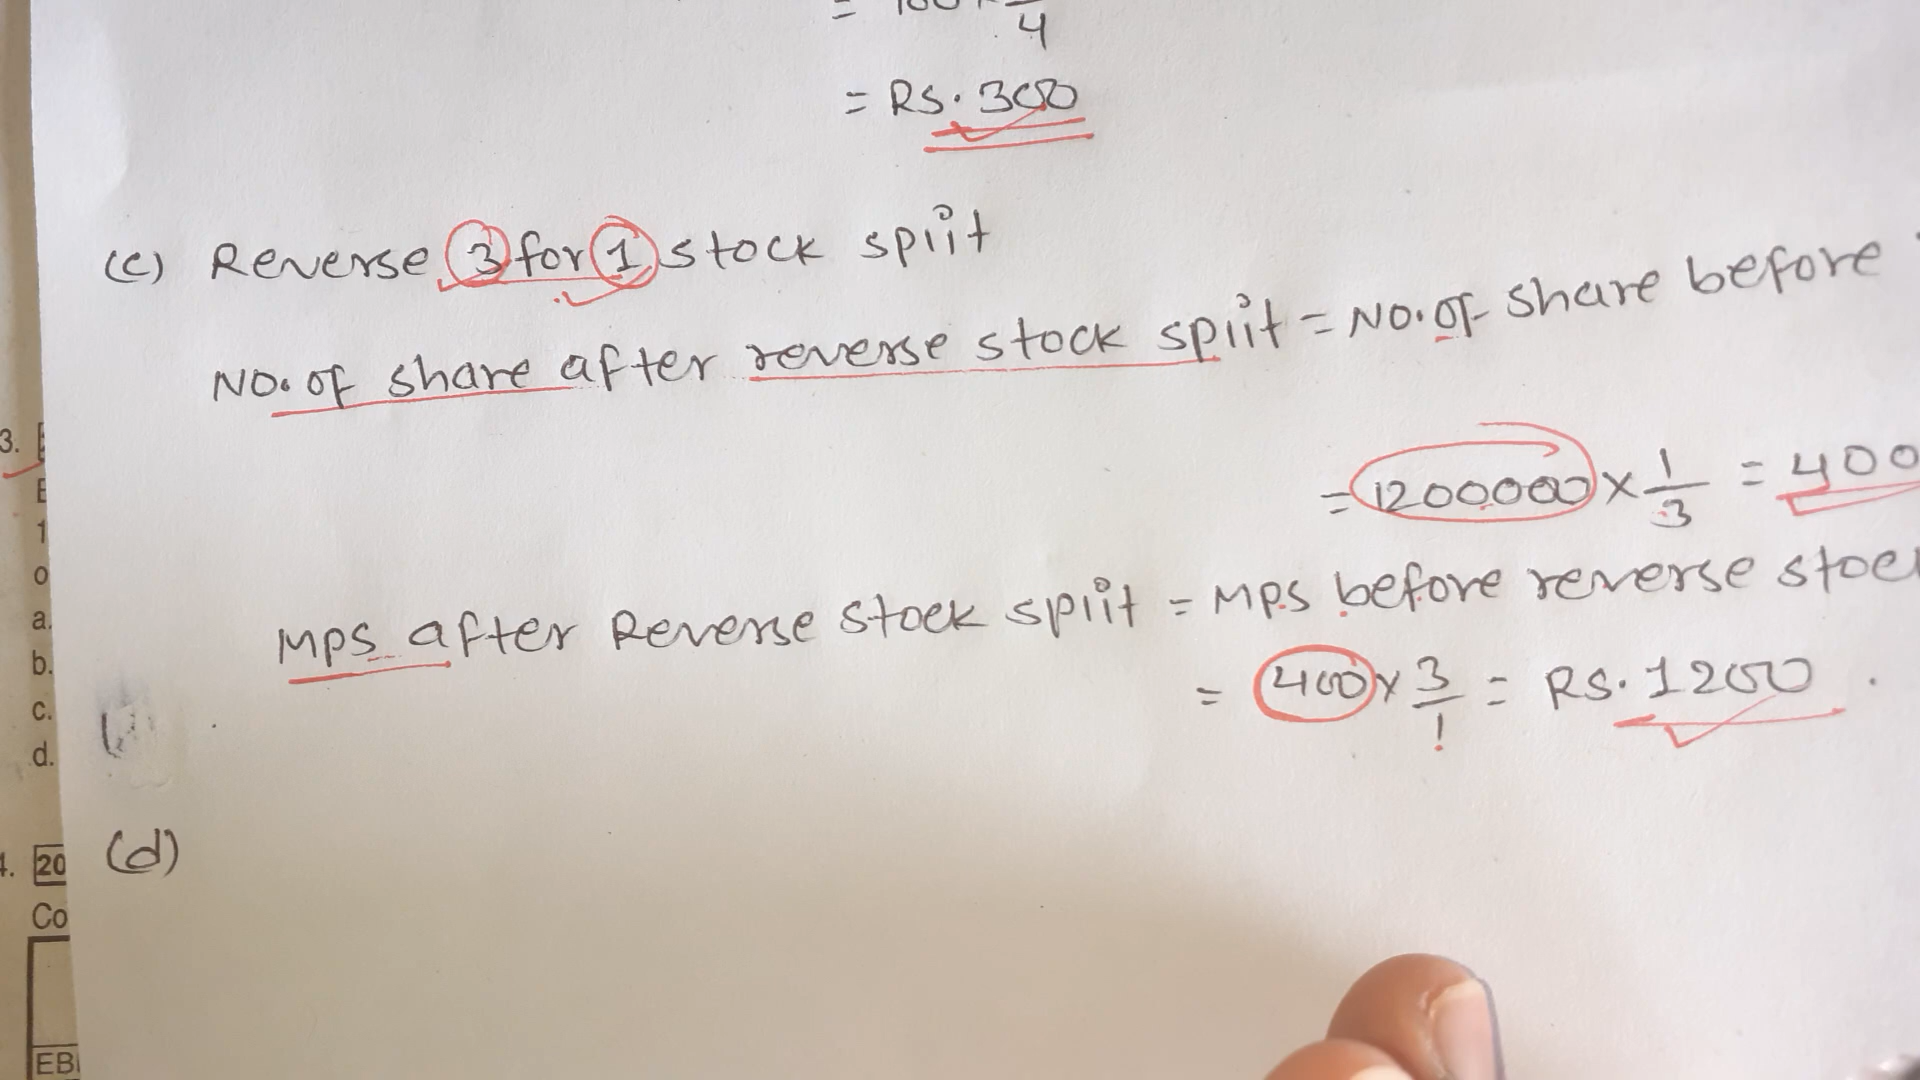 4
= RS. 300
(c) Reverse 3 for 1 stock split
NO. of share after reverse stock split = NO. of share before
= 1200000 x 1/3 = 400
MPS after Reverse stock split = MPS before reverse stoc
= 400 x 3/1 = RS. 1200
(d)
3.
E
1
o
a.
b.
c.
d.
4. 20
Co
EB